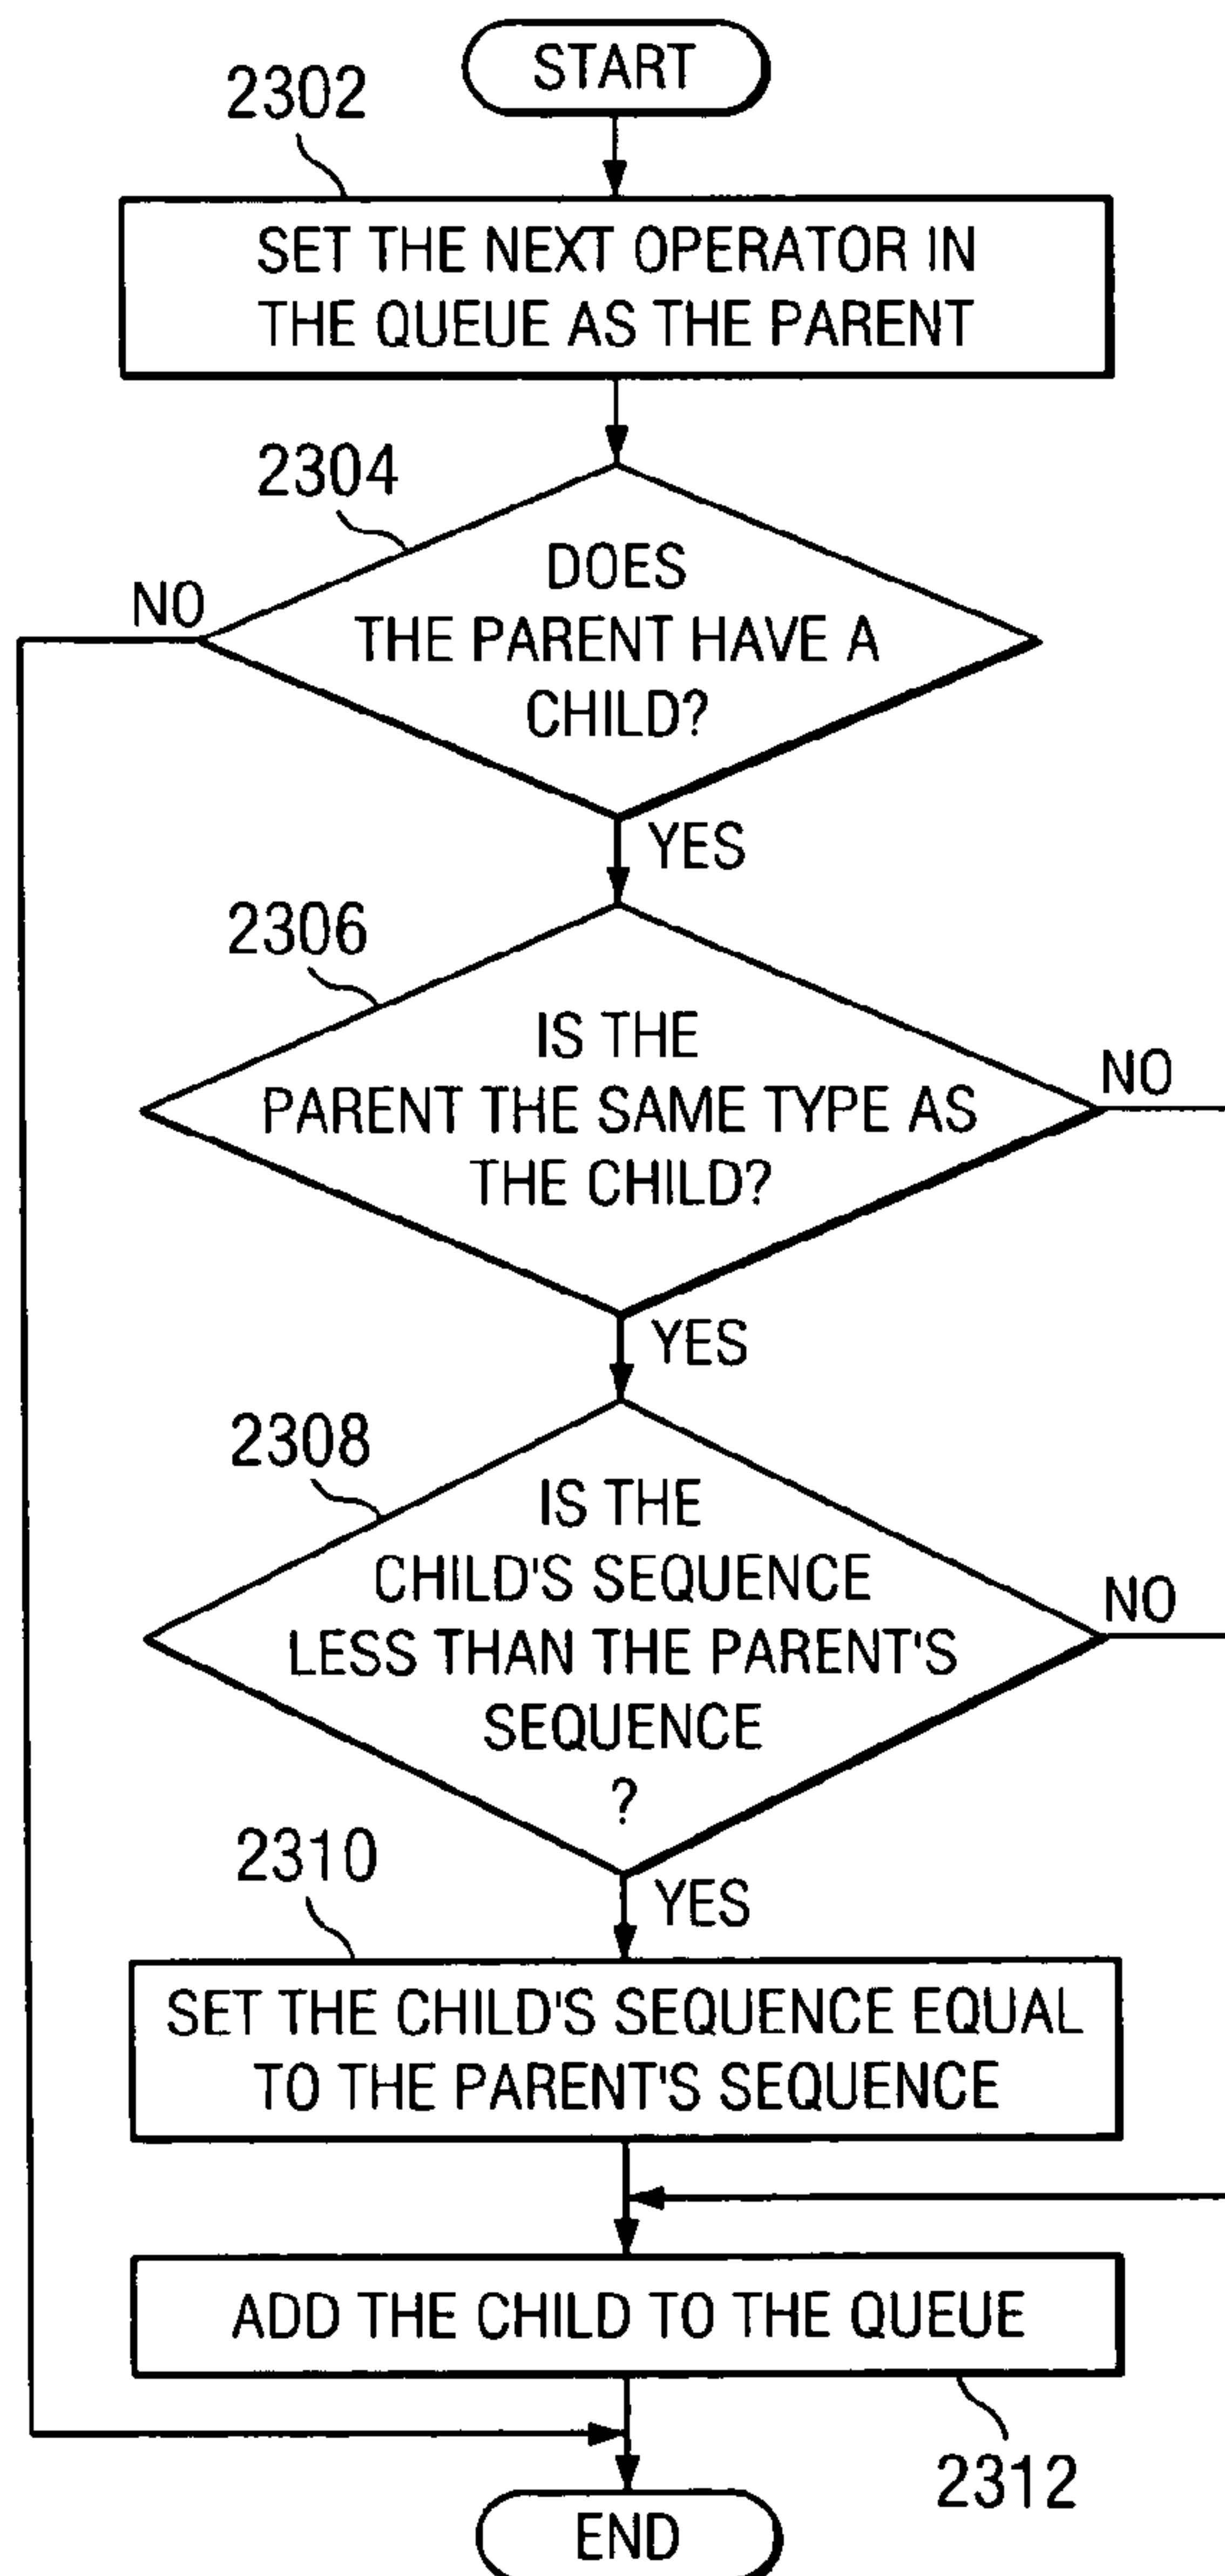 START
2302
SET THE NEXT OPERATOR IN
THE QUEUE AS THE PARENT
2304
DOES
THE PARENT HAVE A
CHILD?
NO
YES
2306
IS THE
PARENT THE SAME TYPE AS
THE CHILD?
NO
YES
2308
IS THE
CHILD'S SEQUENCE
LESS THAN THE PARENT'S
SEQUENCE
?
NO
YES
2310
SET THE CHILD'S SEQUENCE EQUAL
TO THE PARENT'S SEQUENCE
ADD THE CHILD TO THE QUEUE
2312
END